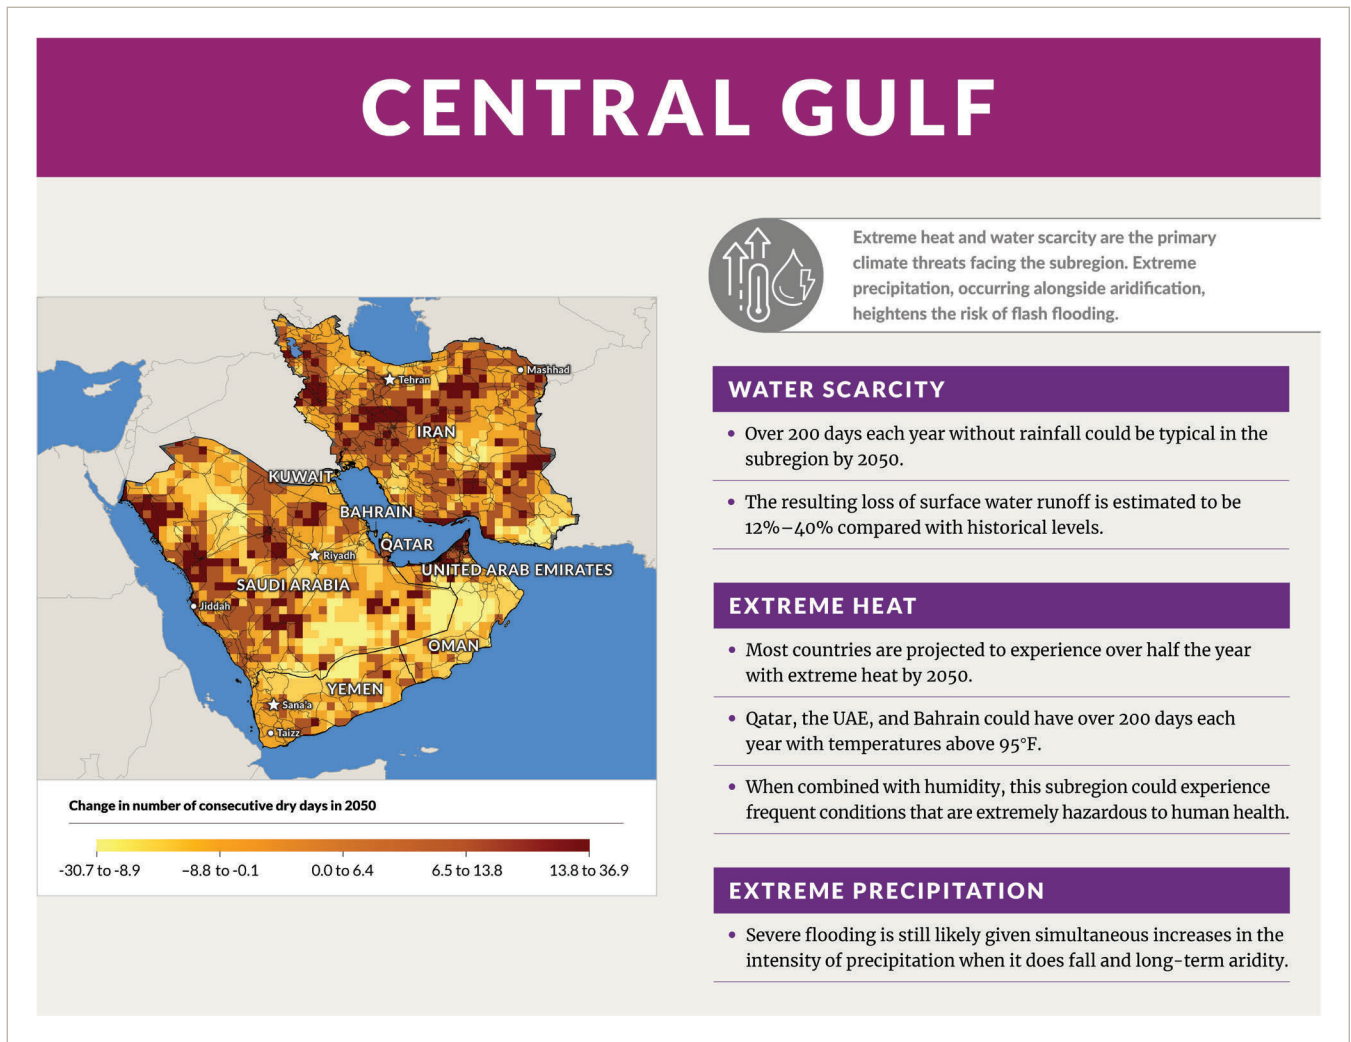 CENTRAL GULF
Extreme heat and water scarcity are the primary
climate threats facing the subregion. Extreme
precipitation, occurring alongside aridification,
heightens the risk of flash flooding.
Mashhad
Tehran
IRAN
KUWAIT
BAHRAIN
QATAR
Riyadh
UNITED ARAB EMIRATES
SAUDI ARABIA
Jiddah
OMAN
YEMEN
Sana'a
Taizz
Change in number of consecutive dry days in 2050
-30.7 to -8.9
–8.8 to -0.1
0.0 to 6.4
6.5 to 13.8
13.8 to 36.9
WATER SCARCITY
• Over 200 days each year without rainfall could be typical in the
subregion by 2050.
• The resulting loss of surface water runoff is estimated to be
12%–40% compared with historical levels.
EXTREME HEAT
• Most countries are projected to experience over half the year
with extreme heat by 2050.
• Qatar, the UAE, and Bahrain could have over 200 days each
year with temperatures above 95°F.
• When combined with humidity, this subregion could experience
frequent conditions that are extremely hazardous to human health.
EXTREME PRECIPITATION
• Severe flooding is still likely given simultaneous increases in the
intensity of precipitation when it does fall and long-term aridity.